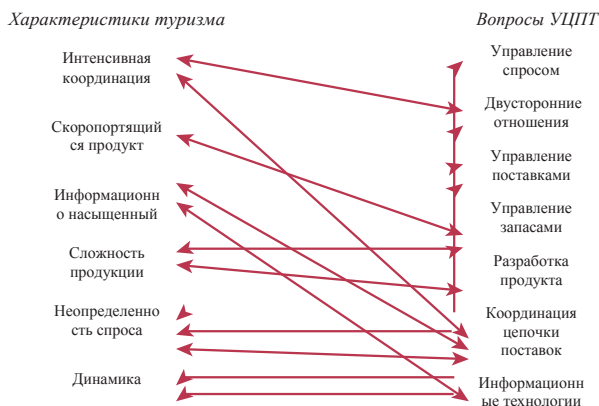 Характеристики туризма
Вопросы УЦПТ
Интенсивная
координация
Скоропортящий
ся продукт
Информационн
о насыщенный
Сложность
продукции
Неопределенно
сть спроса
Динамика
Управление
спросом
Двусторонние
отношения
Управление
поставками
Управление
запасами
Разработка
продукта
Координация
цепочки
поставок
Информационн
ые технологии